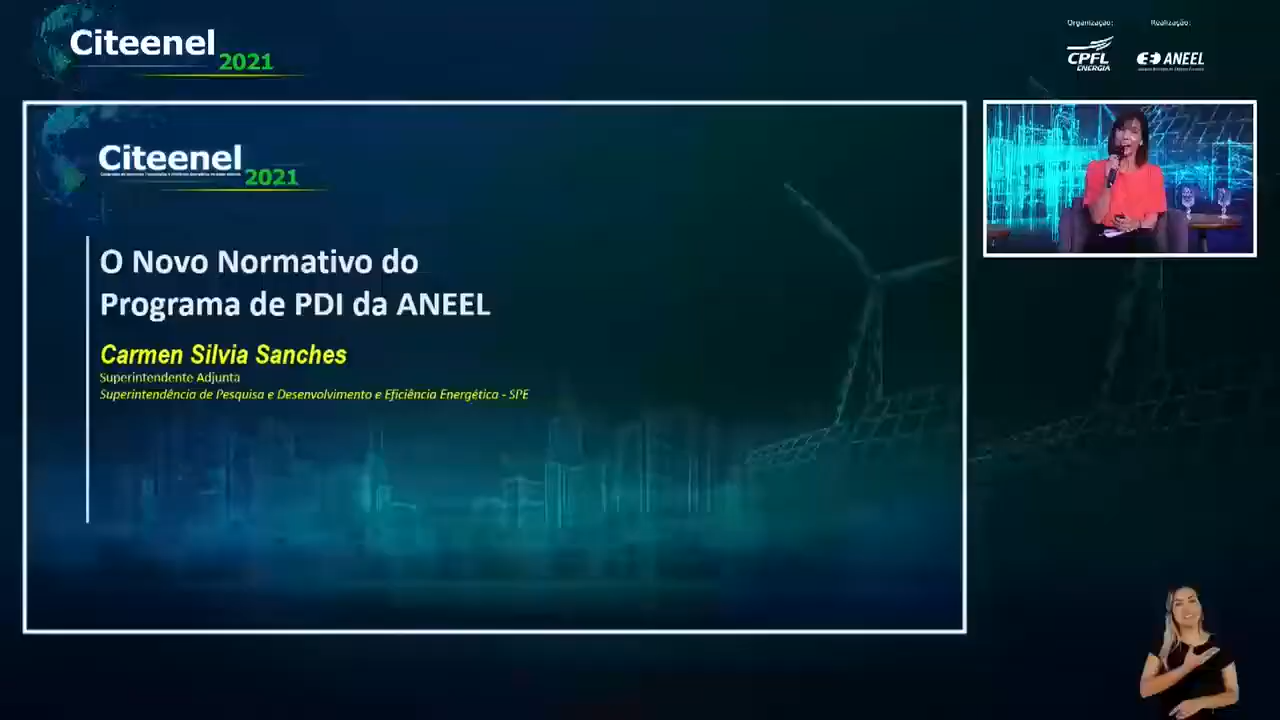 Citeenel
2021
Organização:
Realização:
CPFL
ENERGIA
ANEEL
Citeenel
2021
O Novo Normativo do
Programa de PDI da ANEEL
Carmen Silvia Sanches
Superintendente Adjunta
Superintendência de Pesquisa e Desenvolvimento e Eficiência Energética - SPE